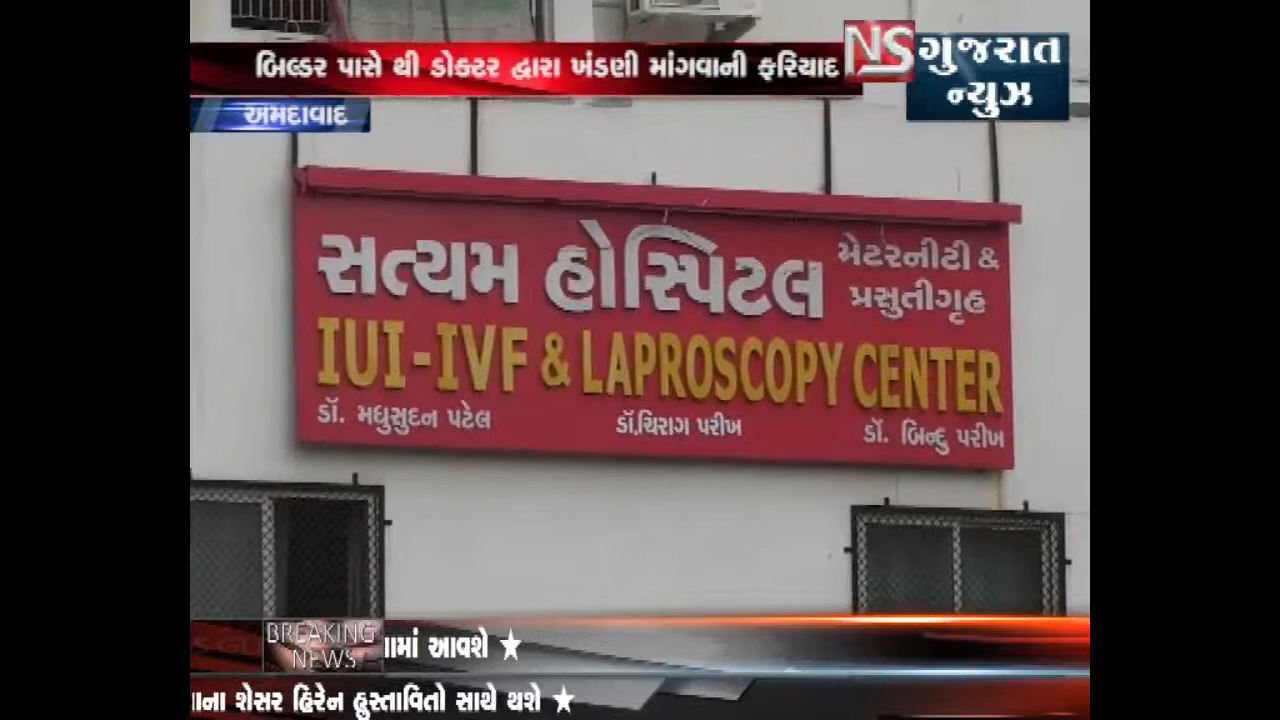 બિલ્ડર પાસે થી ડોક્ટર દ્વારા ખંડણી માંગવાની ફરિયાદ
NS ગુજરાત
ન્યુઝ
અમદાવાદ
સત્યમ હોસ્પિટલ
મેટરનીટી &
પ્રસુતીગૃહ
IUI-IVF & LAPROSCOPY CENTER
ડૉ. મધુસુદન પટેલ
ડૉ.ચિરાગ પરીખ
ડૉ. બિન્દુ પરીખ
BREAKING
NEWS
આવશે ★
શેસર હિરેન હુસ્તાવિતો સાથે થશે ★